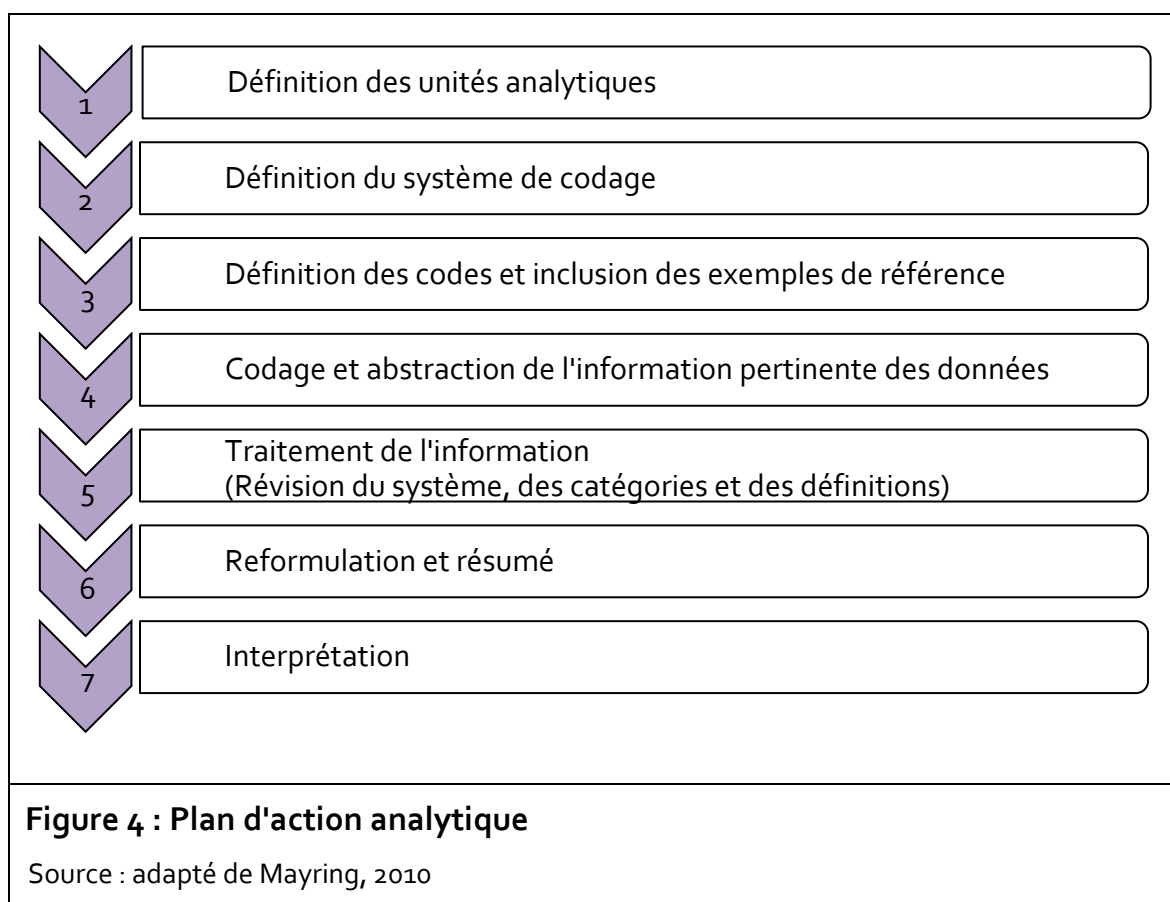 1
Définition des unités analytiques
2
Définition du système de codage
3
Définition des codes et inclusion des exemples de référence
4
Codage et abstraction de l'information pertinente des données
5
Traitement de l'information
(Révision du système, des catégories et des définitions)
6
Reformulation et résumé
7
Interprétation
Figure 4 : Plan d'action analytique
Source : adapté de Mayring, 2010